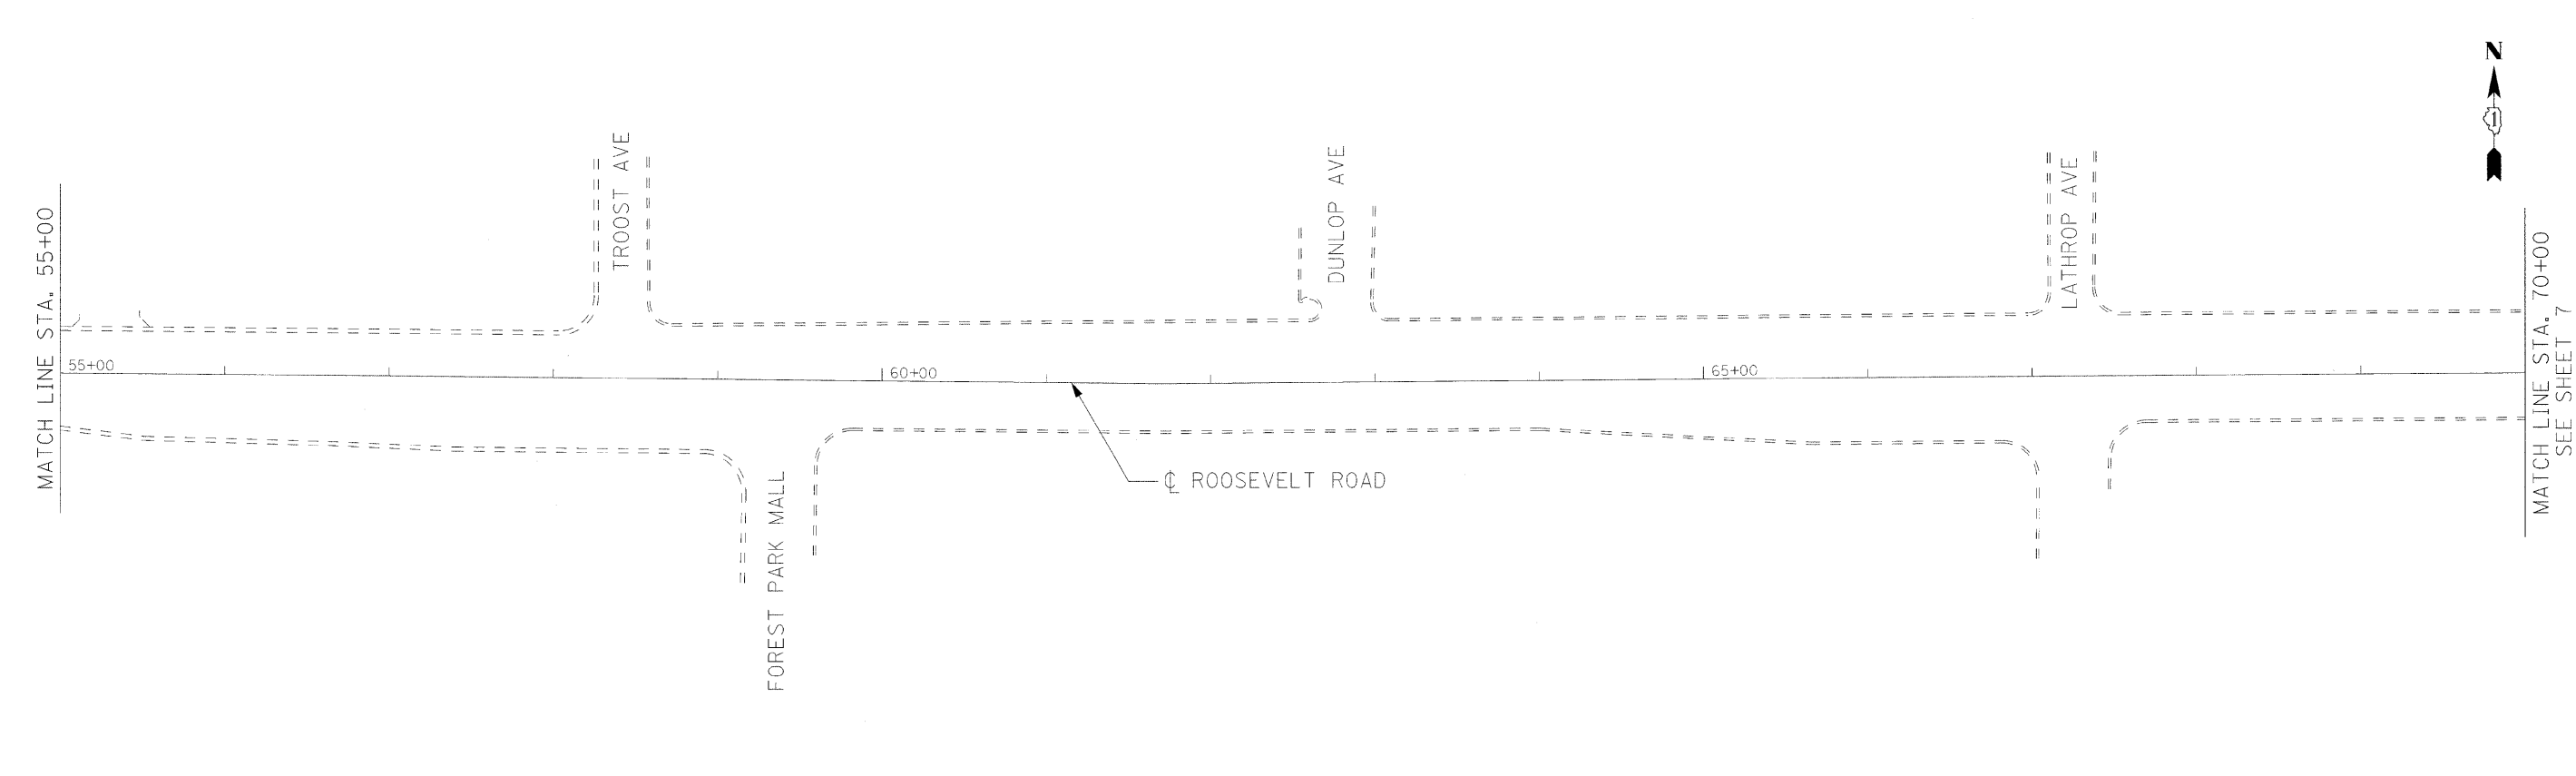 N
1
TROOST AVE
DUNLOP AVE
LATHROP AVE
MATCH LINE STA. 55+00
55+00
60+00
65+00
MATCH LINE STA. 70+00
SEE SHEET 7
℄ ROOSEVELT ROAD
FOREST PARK MALL